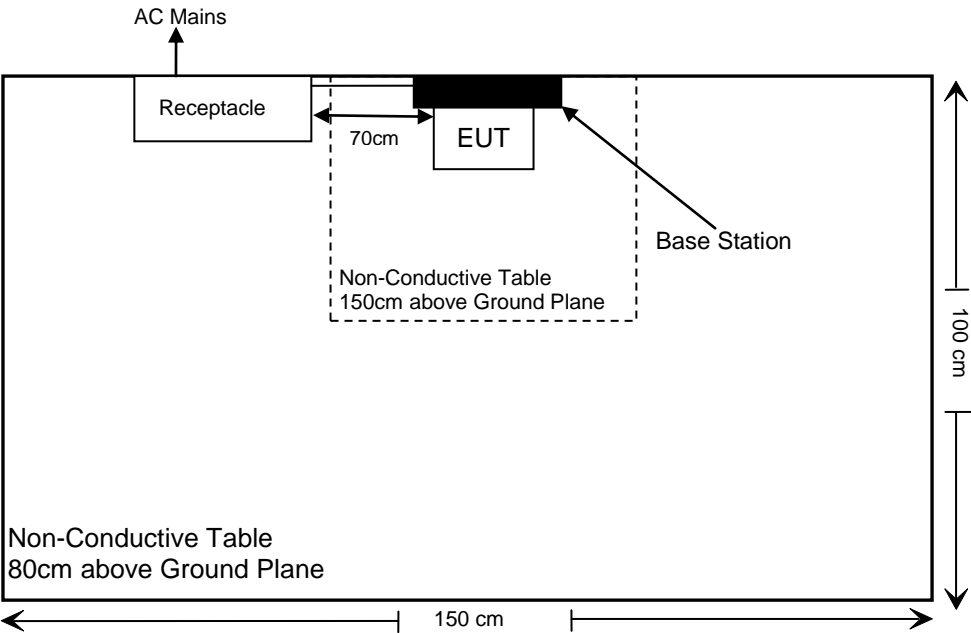 AC Mains
Receptacle
70cm
EUT
Base Station
Non-Conductive Table
150cm above Ground Plane
100 cm
Non-Conductive Table
80cm above Ground Plane
150 cm